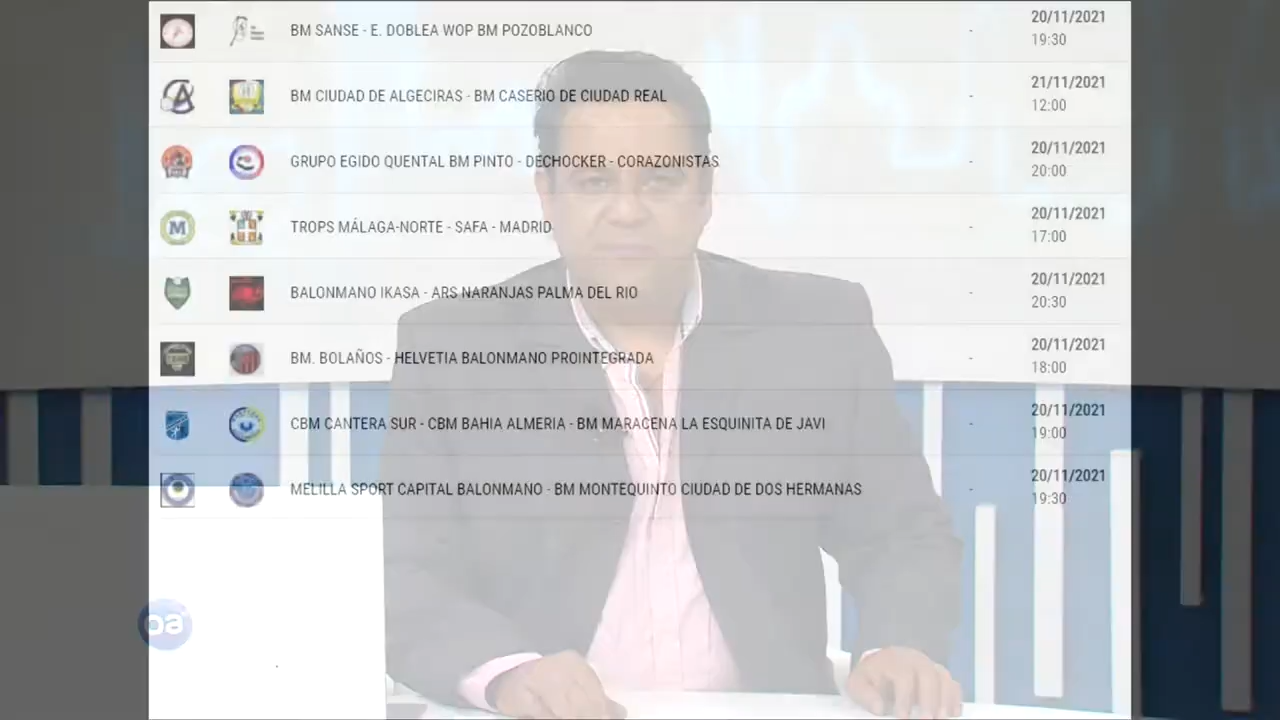 BM SANSE - E. DOBLEA WOP BM POZOBLANCO - 20/11/2021
19:30
BM CIUDAD DE ALGECIRAS - BM CASERIO DE CIUDAD REAL - 21/11/2021
12:00
GRUPO EGIDO QUENTAL BM PINTO - DECHOCKER - CORAZONISTAS - 20/11/2021
20:00
TROPS MÁLAGA-NORTE - SAFA - MADRID - 20/11/2021
17:00
BALONMANO IKASA - ARS NARANJAS PALMA DEL RIO - 20/11/2021
20:30
BM. BOLAÑOS - HELVETIA BALONMANO PROINTEGRADA - 20/11/2021
18:00
CBM CANTERA SUR - CBM BAHIA ALMERIA - BM MARACENA LA ESQUINITA DE JAVI - 20/11/2021
19:00
MELILLA SPORT CAPITAL BALONMANO - BM MONTEQUINTO CIUDAD DE DOS HERMANAS - 20/11/2021
19:30
oa